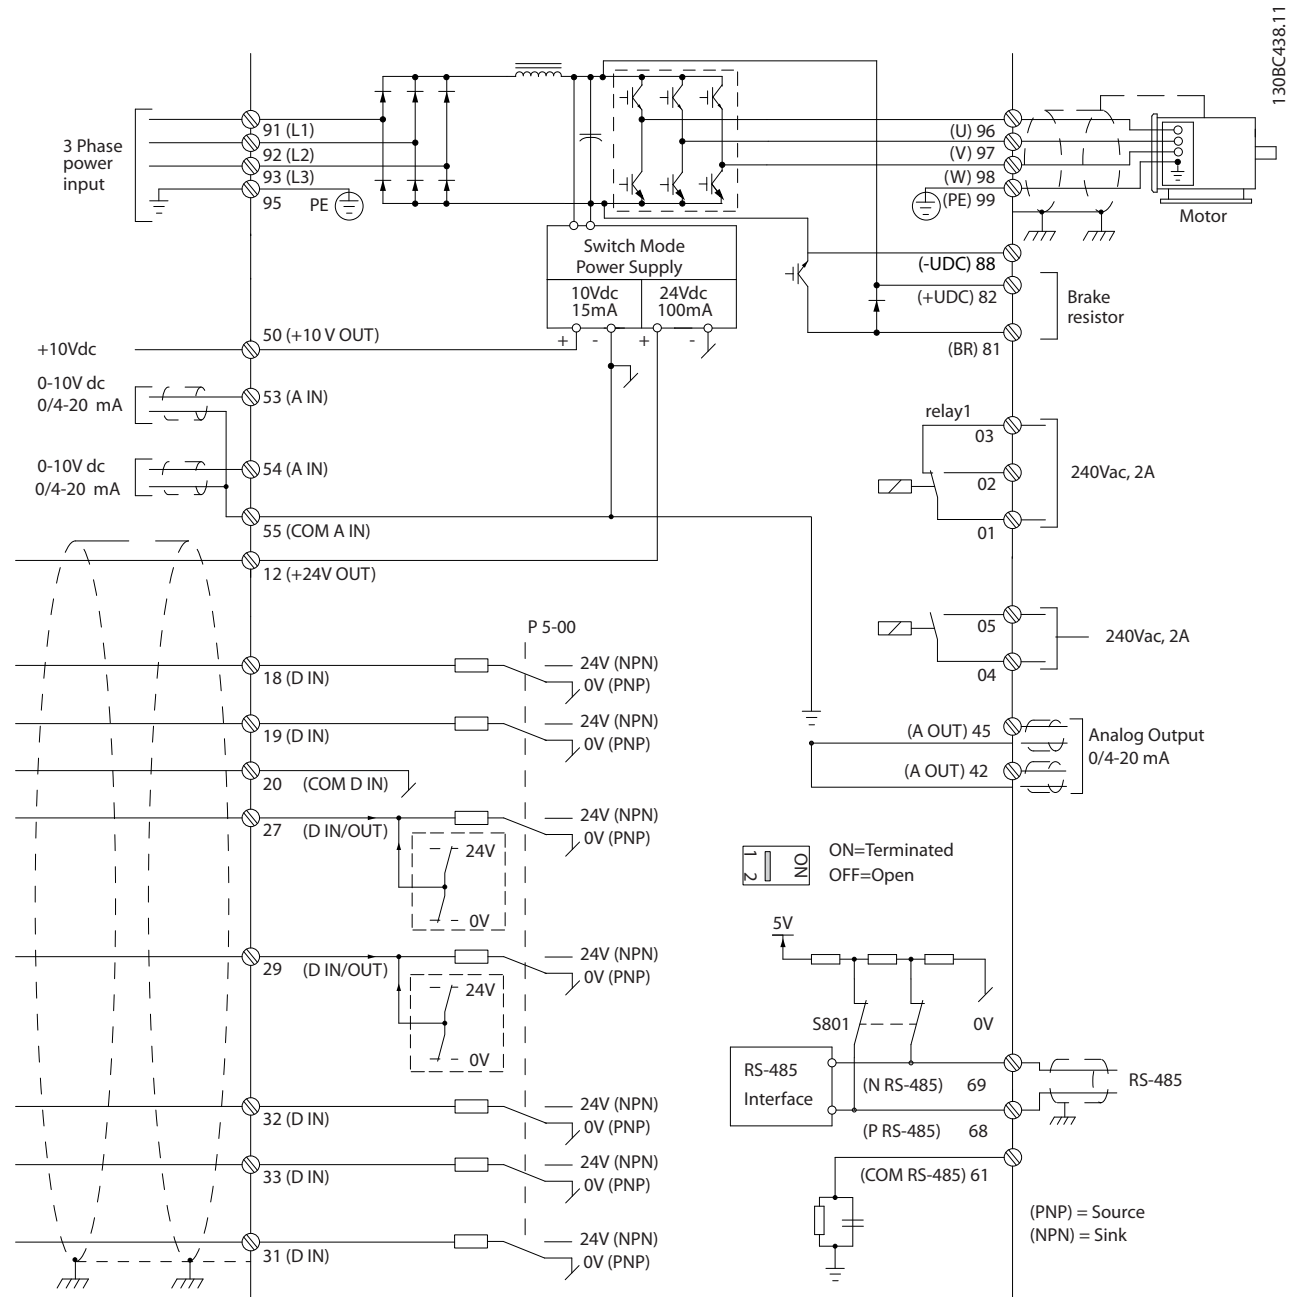 130BC438.11
3 Phase
power
input
91 (L1)
92 (L2)
93 (L3)
95
PE
Switch Mode
Power Supply
10Vdc
15mA
24Vdc
100mA
+
-
+
-
(U) 96
(V) 97
(W) 98
(PE) 99
Motor
(-UDC) 88
(+UDC) 82
(BR) 81
Brake
resistor
+10Vdc
50 (+10 V OUT)
0-10V dc
0/4-20 mA
53 (A IN)
0-10V dc
0/4-20 mA
54 (A IN)
55 (COM A IN)
12 (+24V OUT)
relay1
03
02
01
240Vac, 2A
05
04
240Vac, 2A
P 5-00
18 (D IN)
24V (NPN)
0V (PNP)
19 (D IN)
24V (NPN)
0V (PNP)
20 (COM D IN)
27 (D IN/OUT)
24V (NPN)
0V (PNP)
24V
0V
29 (D IN/OUT)
24V (NPN)
0V (PNP)
24V
0V
32 (D IN)
24V (NPN)
0V (PNP)
33 (D IN)
24V (NPN)
0V (PNP)
31 (D IN)
24V (NPN)
0V (PNP)
(A OUT) 45
(A OUT) 42
Analog Output
0/4-20 mA
1 2
ON
ON=Terminated
OFF=Open
5V
S801
0V
RS-485
Interface
(N RS-485) 69
(P RS-485) 68
RS-485
(COM RS-485) 61
(PNP) = Source
(NPN) = Sink